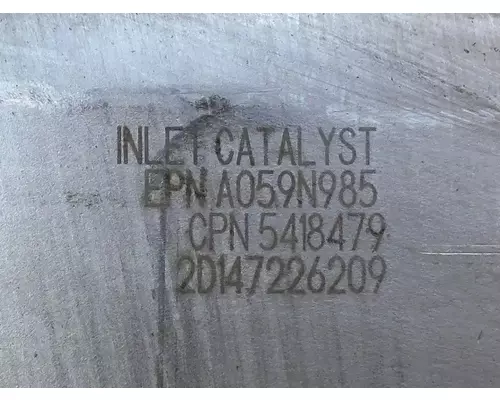 INLET CATALYST
EPN A059N985
CPN 5418479
2D147226209